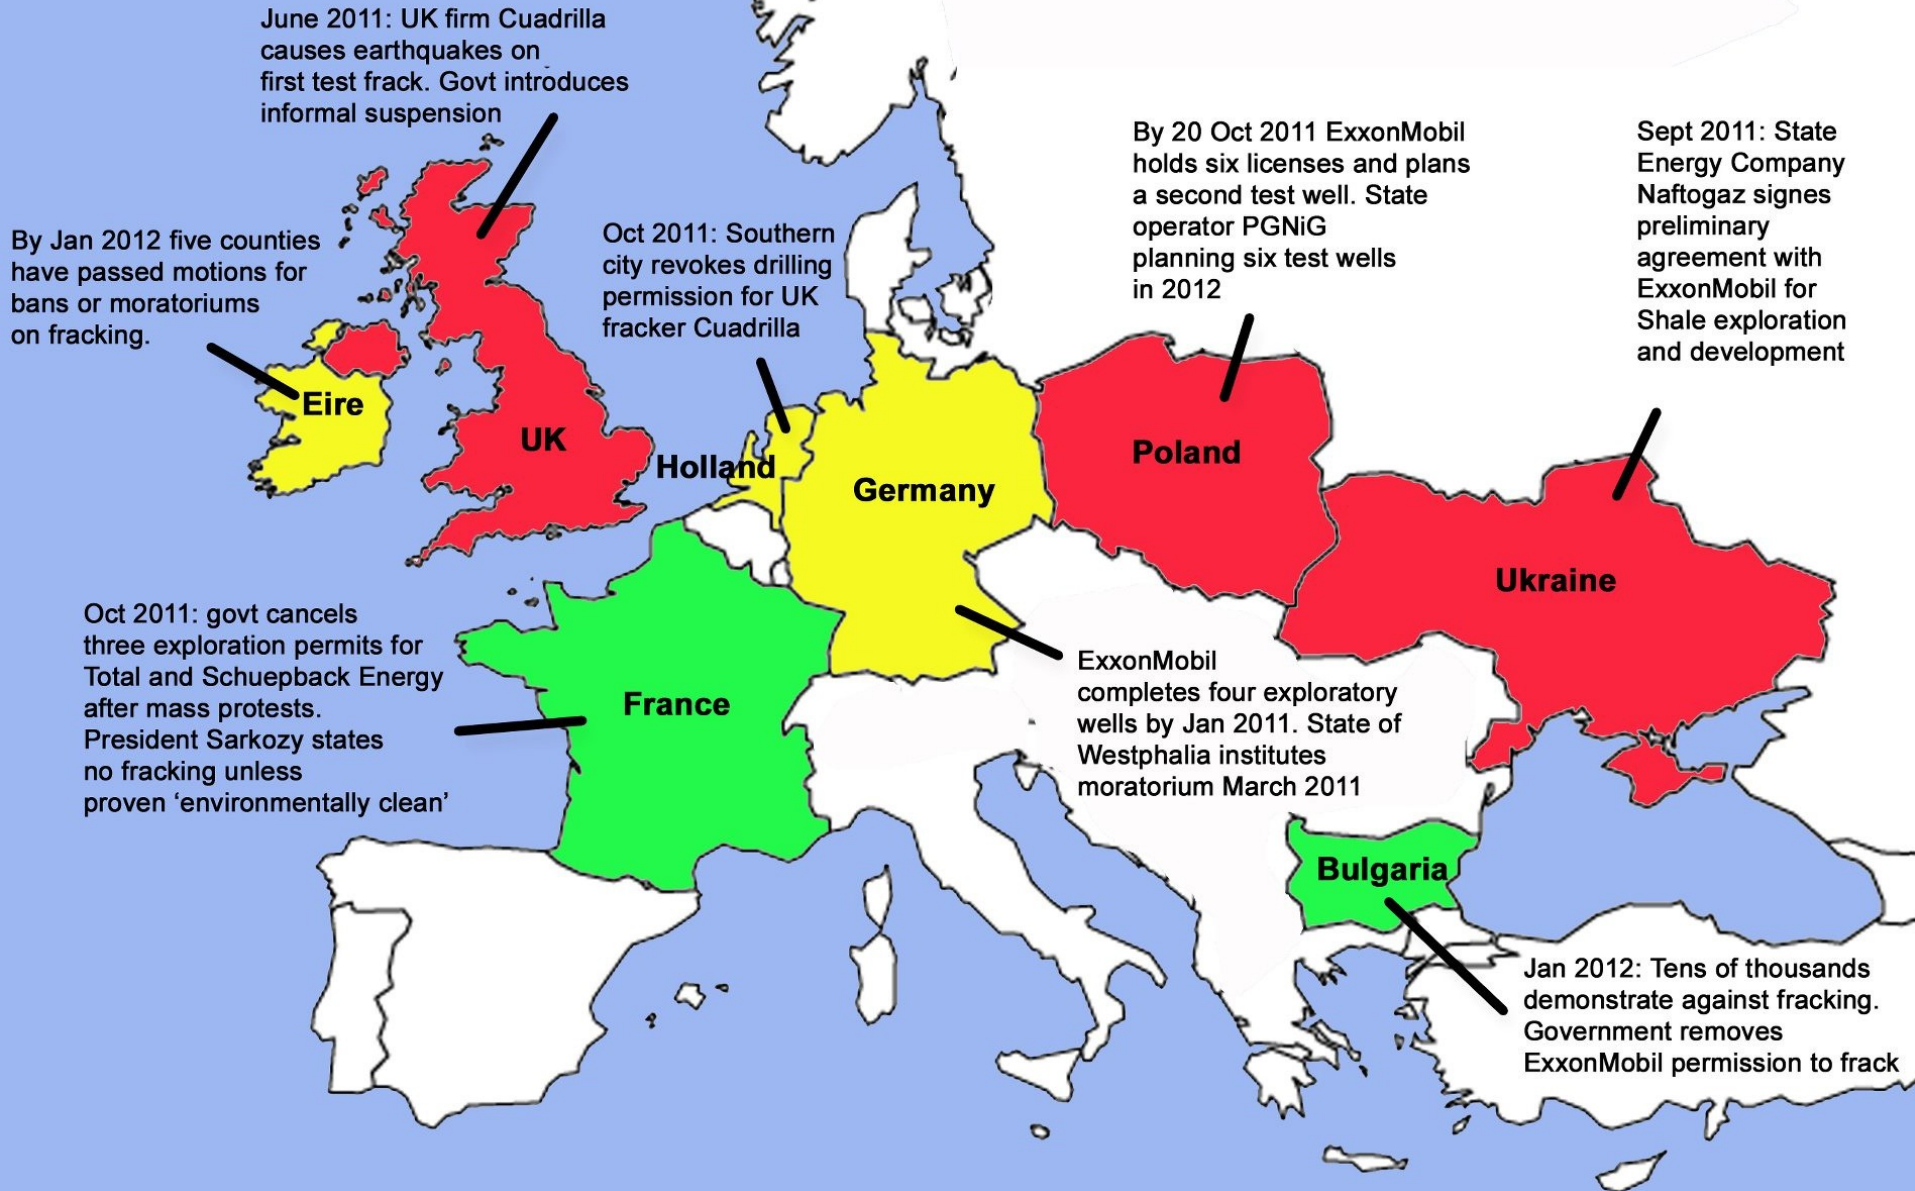 June 2011: UK firm Cuadrilla
causes earthquakes on
first test frack. Govt introduces
informal suspension
By Jan 2012 five counties
have passed motions for
bans or moratoriums
on fracking.
Oct 2011: Southern
city revokes drilling
permission for UK
fracker Cuadrilla
By 20 Oct 2011 ExxonMobil
holds six licenses and plans
a second test well. State
operator PGNiG
planning six test wells
in 2012
Sept 2011: State
Energy Company
Naftogaz signes
preliminary
agreement with
ExxonMobil for
Shale exploration
and development
Eire
UK
Holland
Germany
Poland
Ukraine
Oct 2011: govt cancels
three exploration permits for
Total and Schuepback Energy
after mass protests.
President Sarkozy states
no fracking unless
proven ‘environmentally clean’
France
ExxonMobil
completes four exploratory
wells by Jan 2011. State of
Westphalia institutes
moratorium March 2011
Bulgaria
Jan 2012: Tens of thousands
demonstrate against fracking.
Government removes
ExxonMobil permission to frack